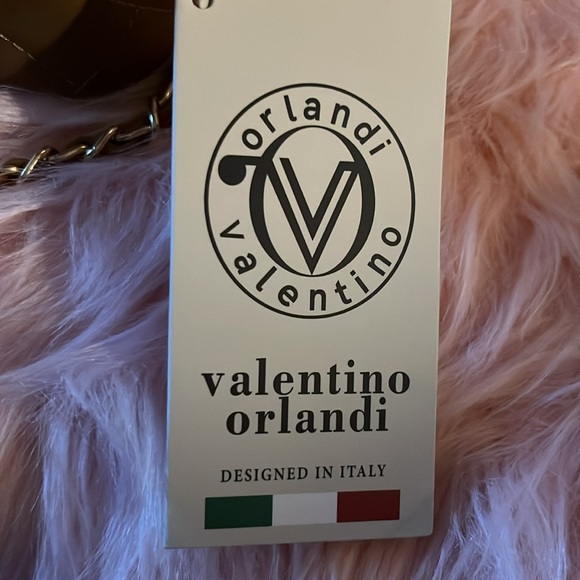 orlandi
valentino
valentino
orlandi
DESIGNED IN ITALY